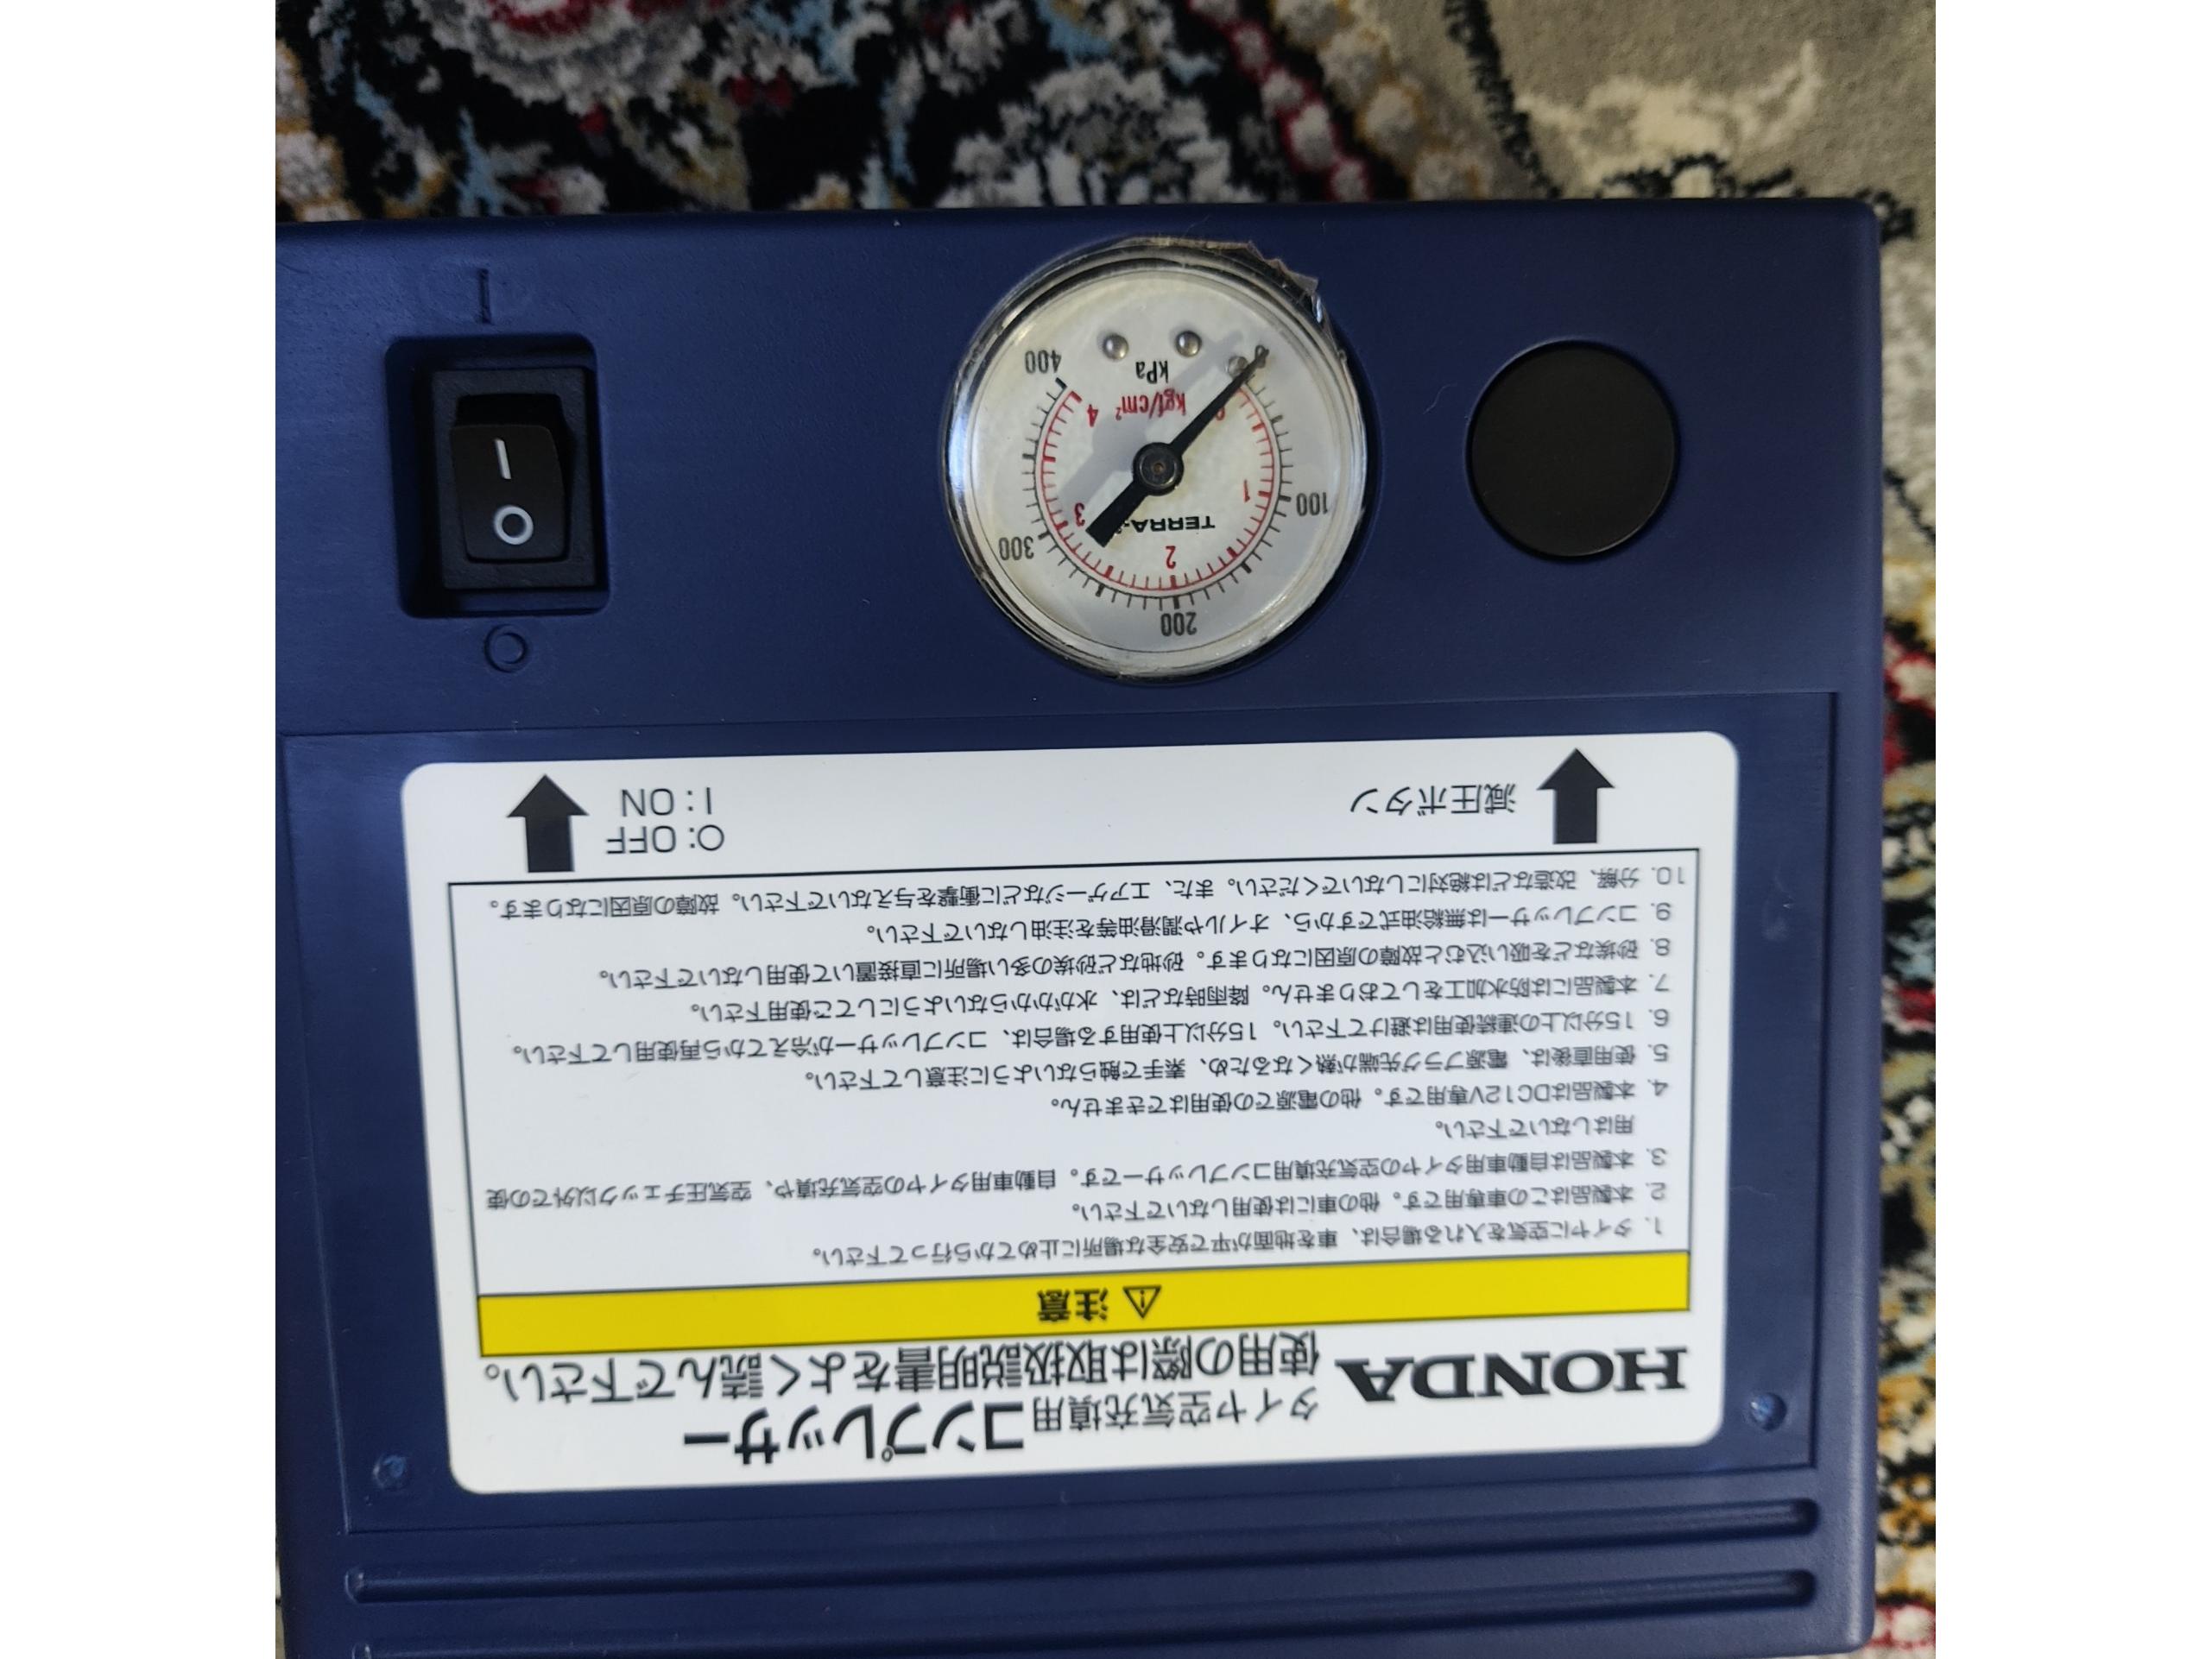 HONDA
タイヤ空気充填用コンプレッサー
使用の際は取扱説明書をよく読んで下さい。
⚠ 注意
1. タイヤに空気を入れる場合は、車を地面が平で安全な場所に止めてから行って下さい。
2. 本製品はこの車専用です。他の車には使用しないで下さい。
3. 本製品は自動車用タイヤの空気充填用コンプレッサーです。自動車用タイヤの空気充填や、空気圧チェック以外での使
用はしないで下さい。
4. 本製品はDC12V専用です。他の電源での使用はできません。
5. 使用直後は、電源プラグ先端が熱くなるため、素手で触らないように注意して下さい。
6. 15分以上の連続使用は避けて下さい。15分以上使用する場合は、コンプレッサーが冷えてから再使用して下さい。
7. 本製品には防水加工をしておりません。降雨時などは、水がかからないようにしてご使用下さい。
8. 砂埃などを吸い込むと故障の原因になります。砂地など砂埃の多い場所に直接置いて使用しないで下さい。
9. コンプレッサーは無給油式ですから、オイルや潤滑油等を注油しないで下さい。
10. 分解、改造などは絶対にしないでください。また、エアゲージなどに衝撃を与えないで下さい。故障の原因になります。
減圧ボタン
O: OFF
I : ON
200
100
300
2
TERRA-
1
3
0
4
kgf/cm²
kPa
0
400
O
O
I
I